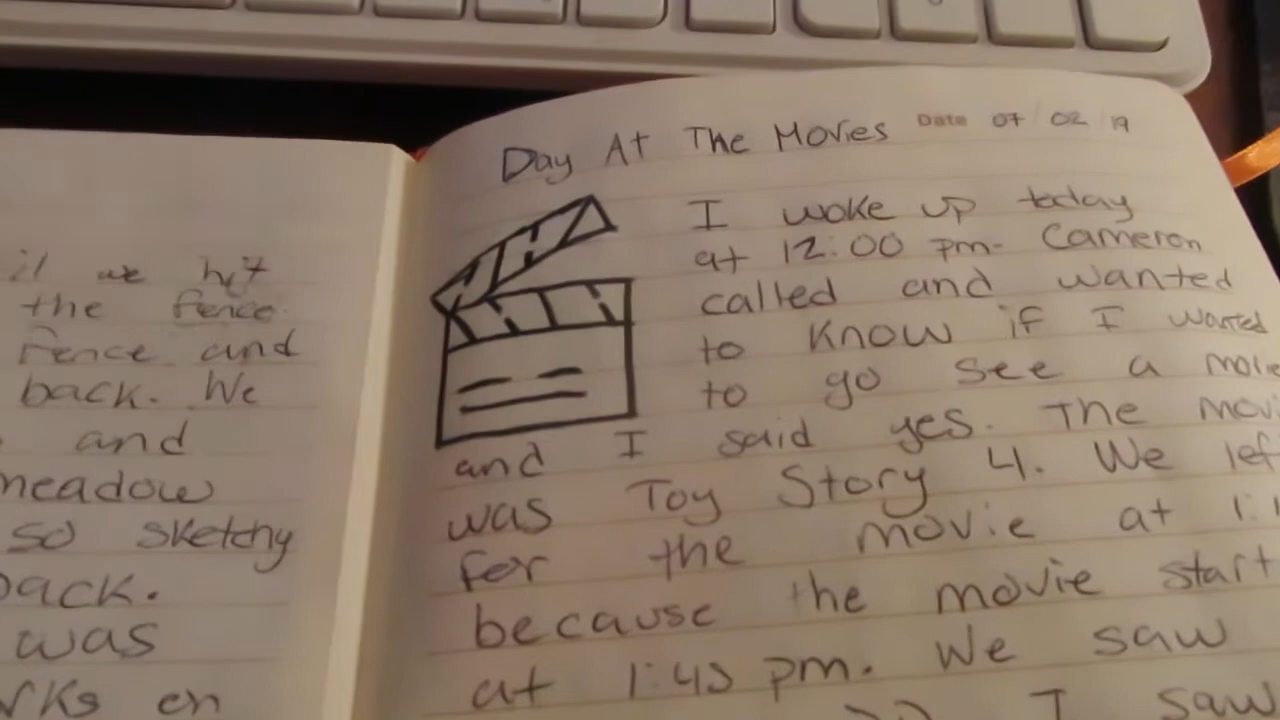 we hit
the fence
fence and
back. We
and
meadow
so sketchy
back.
was
en
Day At The Movies Date 07 02 19
I woke up today
at 12:00 pm. Cameron
called and wanted
to know if I wanted
to go see a
and I said yes. The
was Toy Story 4. We
for the movie at
because the movie start
at 1:45 pm. We saw
I saw